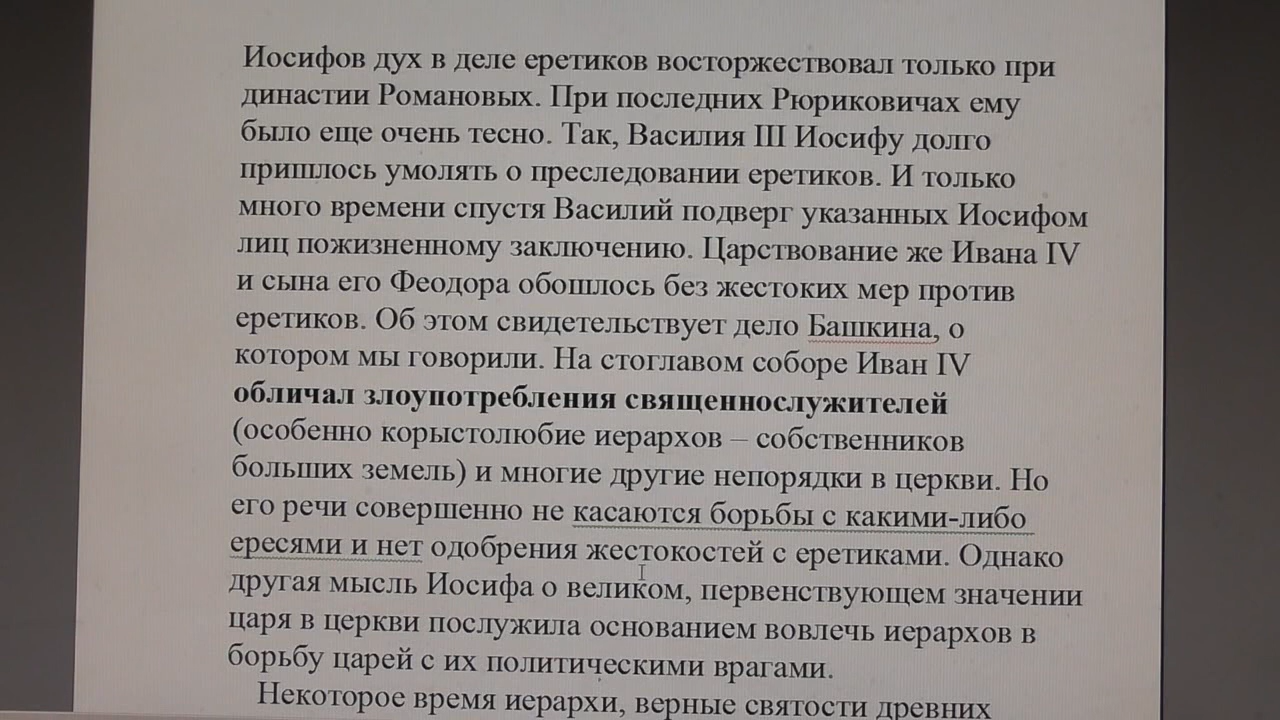 Иосифов дух в деле еретиков восторжествовал только при
династии Романовых. При последних Рюриковичах ему
было еще очень тесно. Так, Василия III Иосифу долго
пришлось умолять о преследовании еретиков. И только
много времени спустя Василий подверг указанных Иосифом
лиц пожизненному заключению. Царствование же Ивана IV
и сына его Феодора обошлось без жестоких мер против
еретиков. Об этом свидетельствует дело Башкина, о
котором мы говорили. На стоглавом соборе Иван IV
обличал злоупотребления священнослужителей
(особенно корыстолюбие иерархов – собственников
больших земель) и многие другие непорядки в церкви. Но
его речи совершенно не касаются борьбы с какими-либо
ересями и нет одобрения жестокостей с еретиками. Однако
другая мысль Иосифа о великом, первенствующем значении
царя в церкви послужила основанием вовлечь иерархов в
борьбу царей с их политическими врагами.
Некоторое время иерархи, верные святости древних